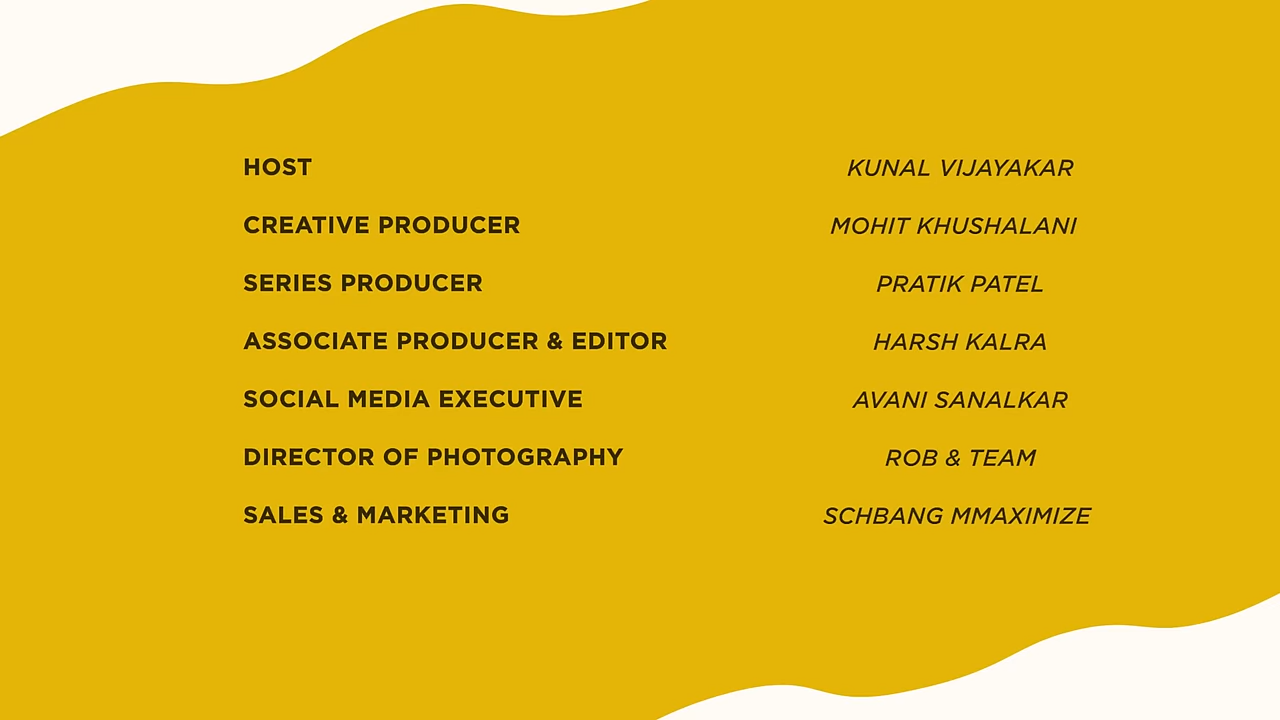 HOST KUNAL VIJAYAKAR
CREATIVE PRODUCER MOHIT KHUSHALANI
SERIES PRODUCER PRATIK PATEL
ASSOCIATE PRODUCER & EDITOR HARSH KALRA
SOCIAL MEDIA EXECUTIVE AVANI SANALKAR
DIRECTOR OF PHOTOGRAPHY ROB & TEAM
SALES & MARKETING SCHBANG MMAXIMIZE